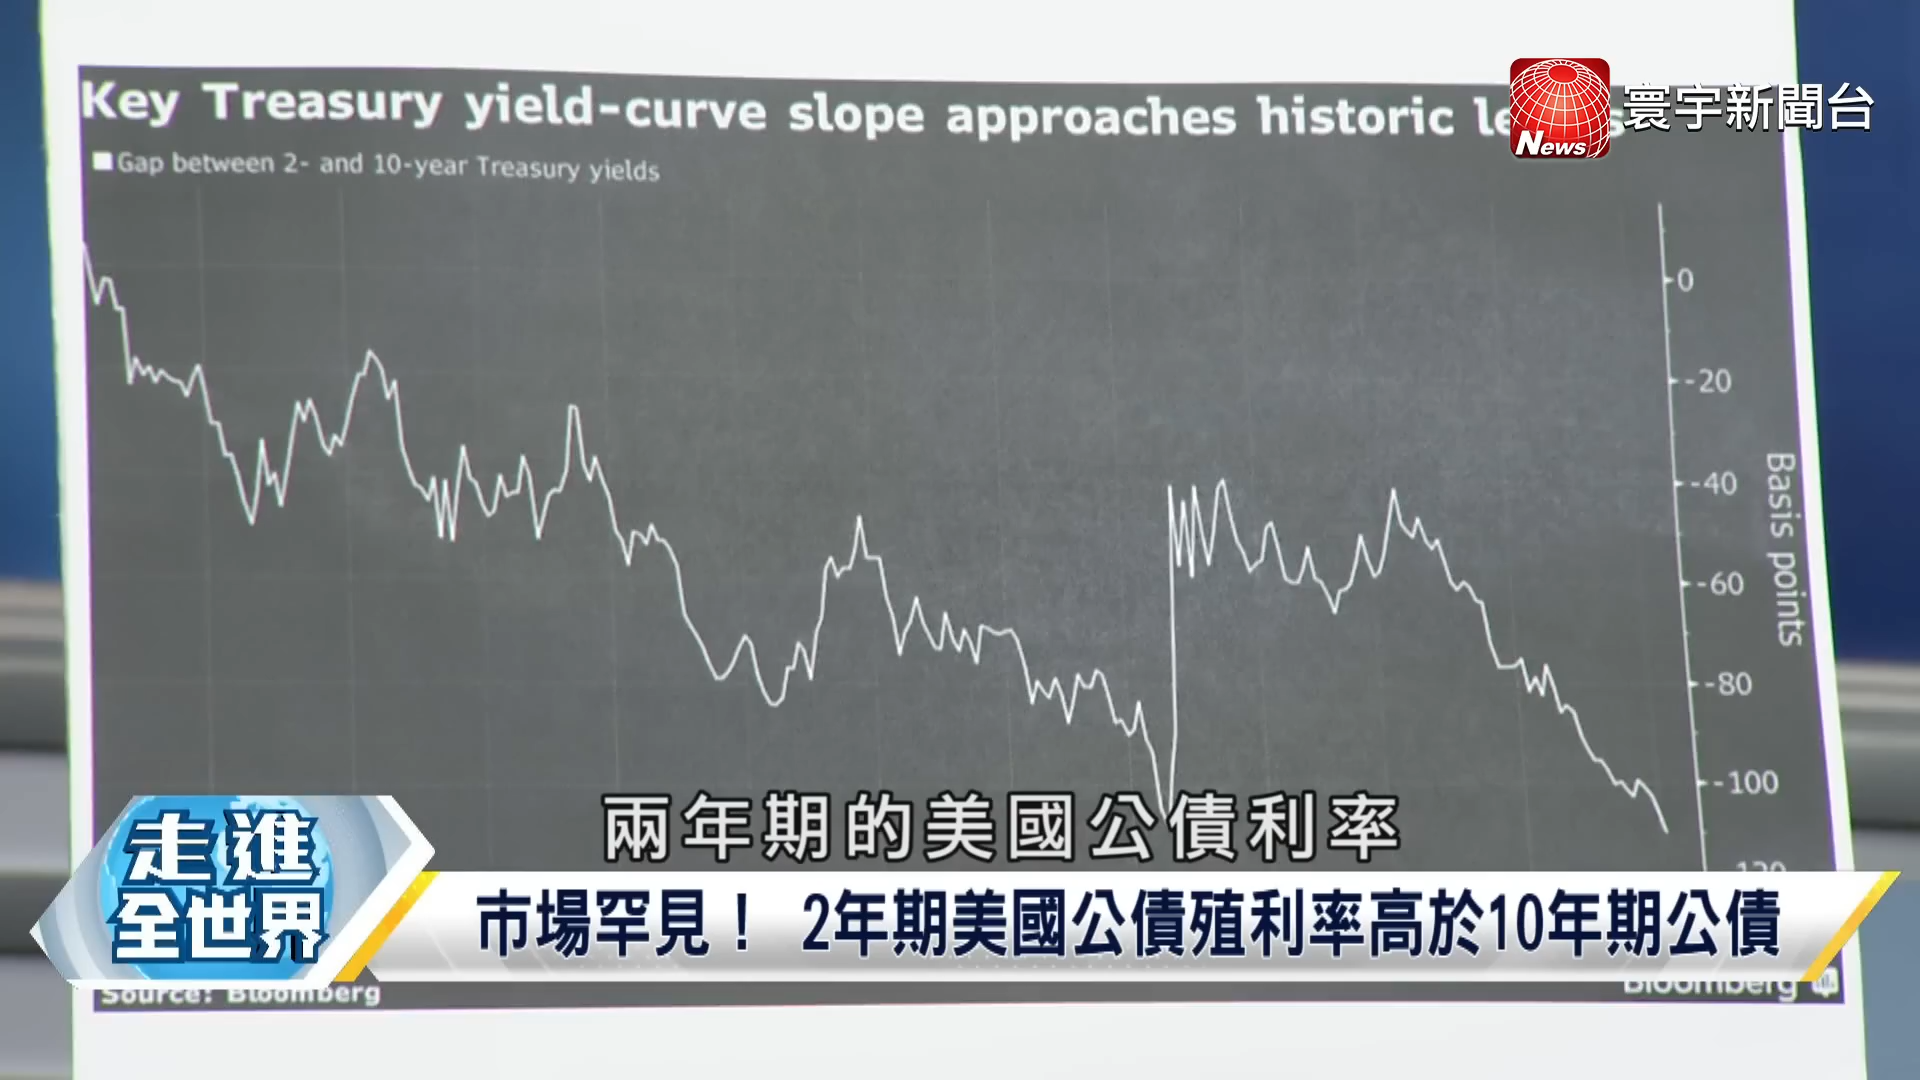 Key Treasury yield-curve slope approaches historic
Gap between 2- and 10-year Treasury yields
News
寰宇新聞台
0
-20
-40
-60
-80
-100
Basis points
兩年期的美國公債利率
走進
全世界
市場罕見！ 2年期美國公債殖利率高於10年期公債
Source: Bloomberg
Bloomberg